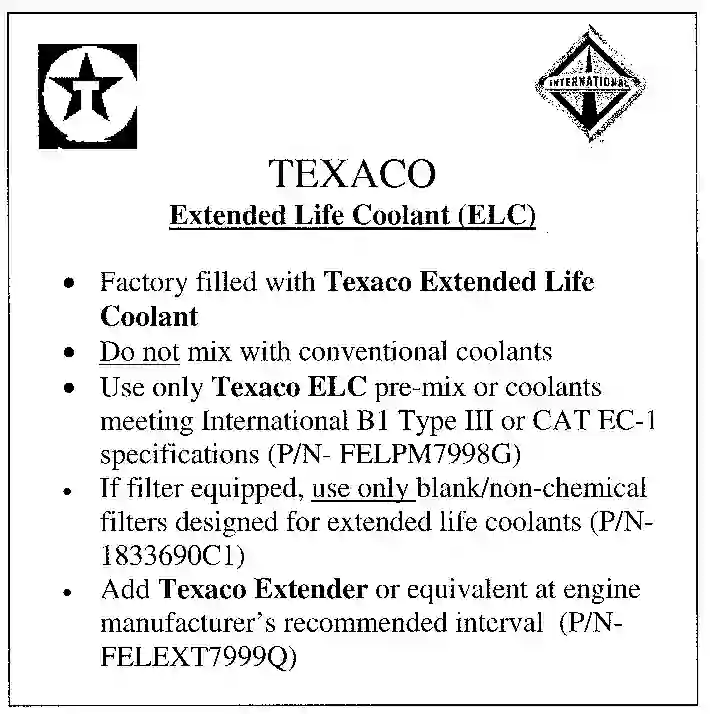 T
INTERNATIONAL
TEXACO
Extended Life Coolant (ELC)
• Factory filled with Texaco Extended Life
Coolant
• Do not mix with conventional coolants
• Use only Texaco ELC pre-mix or coolants
meeting International B1 Type III or CAT EC-1
specifications (P/N- FELPM7998G)
• If filter equipped, use only blank/non-chemical
filters designed for extended life coolants (P/N-
1833690C1)
• Add Texaco Extender or equivalent at engine
manufacturer's recommended interval (P/N-
FELEXT7999Q)